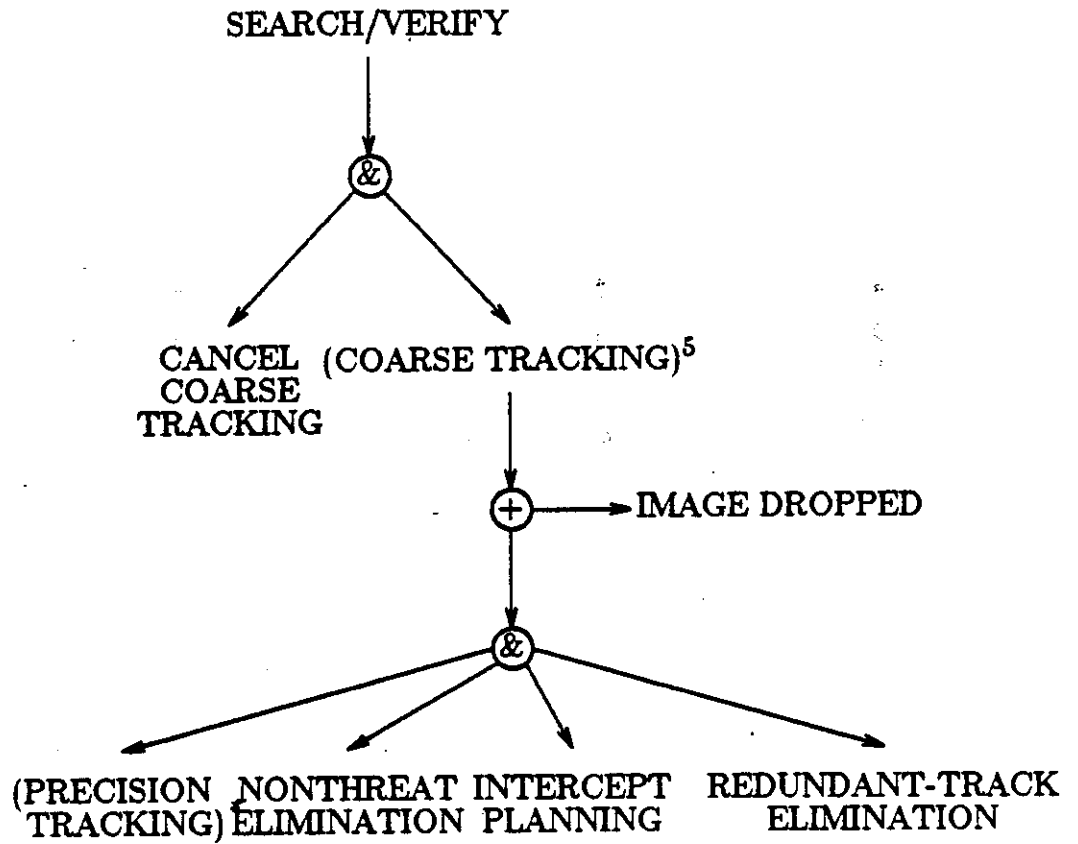 SEARCH/VERIFY
&
CANCEL
COARSE
TRACKING
(COARSE TRACKING)⁵
+
IMAGE DROPPED
&
(PRECISION
TRACKING)
NONTHREAT
ELIMINATION
INTERCEPT
PLANNING
REDUNDANT-TRACK
ELIMINATION